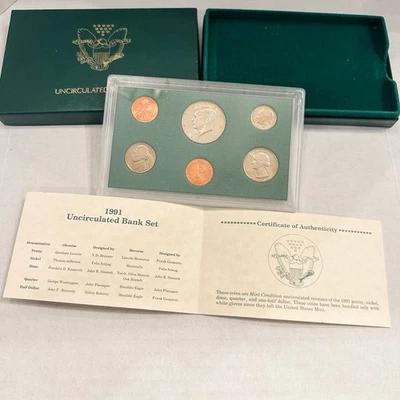 UNCIRCULATED
1991
Uncirculated Bank Set
Denomination Obverse Designed by Reverse Designed by
Penny Abraham Lincoln V.D. Brenner Lincoln Memorial Frank Gasparro
Nickel Thomas Jefferson Felix Schlag Monticello Felix Schlag
Dime Franklin D. Roosevelt John R. Sinnock Torch, Olive Branch John R. Sinnock
Oak Branch
Quarter George Washington John Flanagan Heraldic Eagle John Flanagan
Half Dollar John F. Kennedy Gilroy Roberts Heraldic Eagle Frank Gasparro
Certificate of Authenticity
These coins are Mint Condition uncirculated versions of the 1991 penny, nickel,
dime, quarter, and one-half dollar. These coins have been handled only with
white gloves since they left the United States Mint.